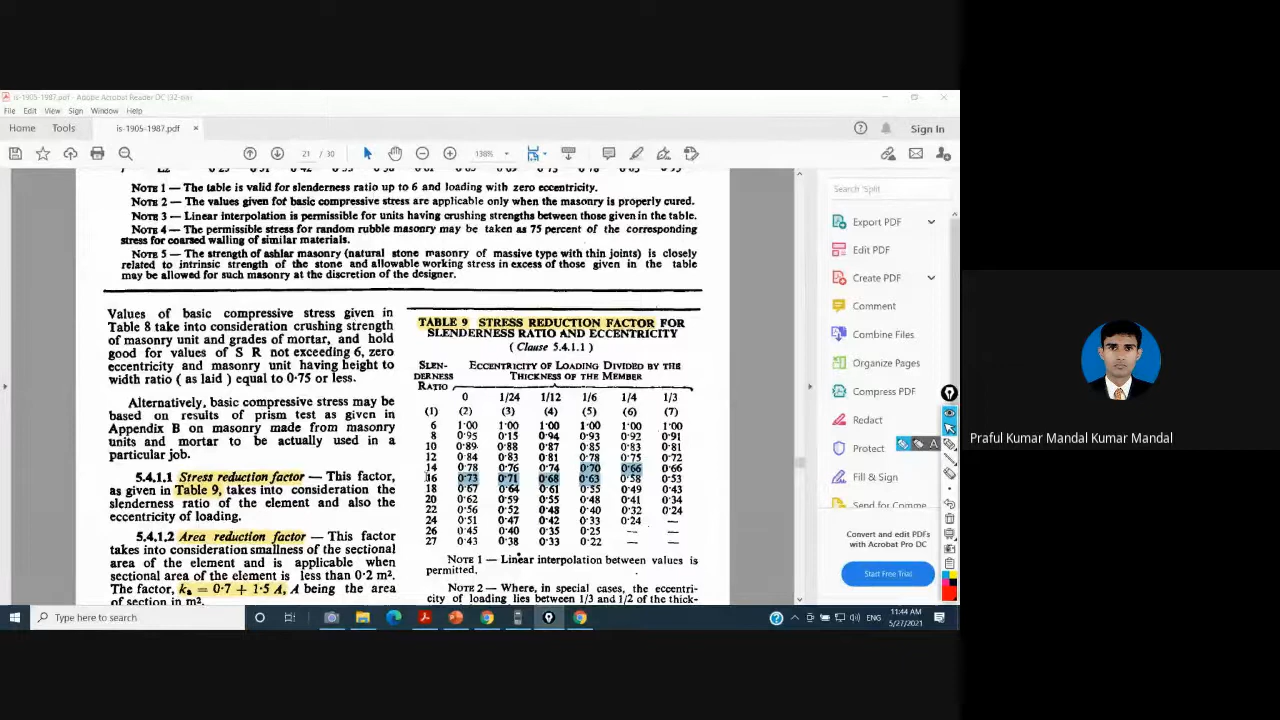 is-1905-1987.pdf - Adobe Acrobat Reader DC (32-bit)
File Edit View Sign Window Help
Home Tools is-1905-1987.pdf × Sign In
21 / 30 138%
NOTE 1 — The table is valid for slenderness ratio up to 6 and loading with zero eccentricity.
NOTE 2 — The values given for basic compressive stress are applicable only when the masonry is properly cured.
NOTE 3 — Linear interpolation is permissible for units having crushing strengths between those given in the table.
NOTE 4 — The permissible stress for random rubble masonry may be taken as 75 percent of the corresponding
stress for coarsed walling of similar materials.
NOTE 5 — The strength of ashlar masonry (natural stone masonry of massive type with thin joints) is closely
related to intrinsic strength of the stone and allowable working stress in excess of those given in the table
may be allowed for such masonry at the discretion of the designer.
Values of basic compressive stress given in
Table 8 take into consideration crushing strength
of masonry unit and grades of mortar, and hold
good for values of S R not exceeding 6, zero
eccentricity and masonry unit having height to
width ratio ( as laid ) equal to 0·75 or less.
Alternatively, basic compressive stress may be
based on results of prism test as given in
Appendix B on masonry made from masonry
units and mortar to be actually used in a
particular job.
5.4.1.1 Stress reduction factor — This factor,
as given in Table 9, takes into consideration the
slenderness ratio of the element and also the
eccentricity of loading.
5.4.1.2 Area reduction factor — This factor
takes into consideration smallness of the sectional
area of the element and is applicable when
sectional area of the element is less than 0·2 m².
The factor, ka = 0·7 + 1·5 A, A being the area
of section in m².
TABLE 9 STRESS REDUCTION FACTOR FOR
SLENDERNESS RATIO AND ECCENTRICITY
( Clause 5.4.1.1 )
SLEN- ECCENTRICITY OF LOADING DIVIDED BY THE
DERNESS THICKNESS OF THE MEMBER
RATIO
0 1/24 1/12 1/6 1/4 1/3
(1) (2) (3) (4) (5) (6) (7)
6 1·00 1·00 1·00 1·00 1·00 1·00
8 0·95 0·15 0·94 0·93 0·92 0·91
10 0·89 0·88 0·87 0·85 0·83 0·81
12 0·84 0·83 0·81 0·78 0·75 0·72
14 0·78 0·76 0·74 0·70 0·66 0·66
16 0·73 0·71 0·68 0·63 0·58 0·53
18 0·67 0·64 0·61 0·55 0·49 0·43
20 0·62 0·59 0·55 0·48 0·41 0·34
22 0·56 0·52 0·48 0·40 0·32 0·24
24 0·51 0·47 0·42 0·33 0·24 —
26 0·45 0·40 0·35 0·25 — —
27 0·43 0·38 0·33 0·22 — —
NOTE 1 — Linear interpolation between values is
permitted.
NOTE 2 — Where, in special cases, the eccentri-
city of loading lies between 1/3 and 1/2 of the thick-
Search 'Split'
Export PDF
Edit PDF
Create PDF
Comment
Combine Files
Organize Pages
Compress PDF
Redact
Protect
Fill & Sign
Send for Comme
Convert and edit PDFs
with Acrobat Pro DC
Start Free Trial
A
Type here to search
ENG
11:44 AM
5/27/2021
Praful Kumar Mandal Kumar Mandal